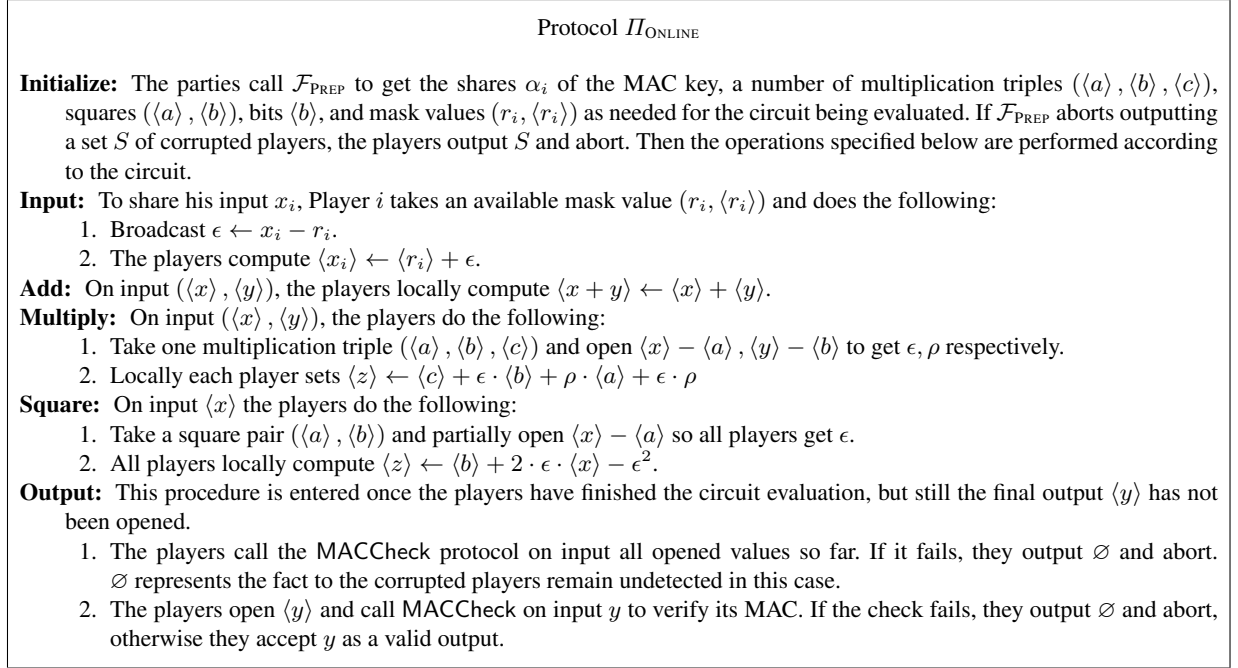 Protocol Π_ONLINE
Initialize: The parties call F_PREP to get the shares α_i of the MAC key, a number of multiplication triples (⟨a⟩ , ⟨b⟩ , ⟨c⟩),
squares (⟨a⟩ , ⟨b⟩), bits ⟨b⟩, and mask values (r_i, ⟨r_i⟩) as needed for the circuit being evaluated. If F_PREP aborts outputting
a set S of corrupted players, the players output S and abort. Then the operations specified below are performed according
to the circuit.
Input: To share his input x_i, Player i takes an available mask value (r_i, ⟨r_i⟩) and does the following:
1. Broadcast ϵ ← x_i − r_i.
2. The players compute ⟨x_i⟩ ← ⟨r_i⟩ + ϵ.
Add: On input (⟨x⟩ , ⟨y⟩), the players locally compute ⟨x + y⟩ ← ⟨x⟩ + ⟨y⟩.
Multiply: On input (⟨x⟩ , ⟨y⟩), the players do the following:
1. Take one multiplication triple (⟨a⟩ , ⟨b⟩ , ⟨c⟩) and open ⟨x⟩ − ⟨a⟩ , ⟨y⟩ − ⟨b⟩ to get ϵ, ρ respectively.
2. Locally each player sets ⟨z⟩ ← ⟨c⟩ + ϵ · ⟨b⟩ + ρ · ⟨a⟩ + ϵ · ρ
Square: On input ⟨x⟩ the players do the following:
1. Take a square pair (⟨a⟩ , ⟨b⟩) and partially open ⟨x⟩ − ⟨a⟩ so all players get ϵ.
2. All players locally compute ⟨z⟩ ← ⟨b⟩ + 2 · ϵ · ⟨x⟩ − ϵ².
Output: This procedure is entered once the players have finished the circuit evaluation, but still the final output ⟨y⟩ has not
been opened.
1. The players call the MACCheck protocol on input all opened values so far. If it fails, they output ∅ and abort.
∅ represents the fact to the corrupted players remain undetected in this case.
2. The players open ⟨y⟩ and call MACCheck on input y to verify its MAC. If the check fails, they output ∅ and abort,
otherwise they accept y as a valid output.